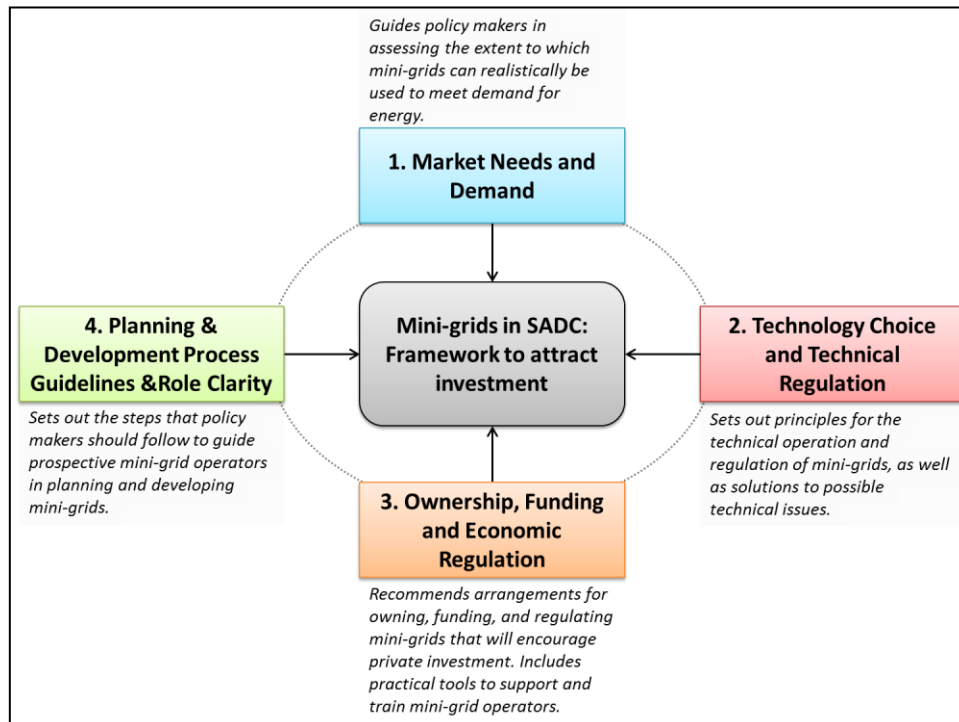 Guides policy makers in
assessing the extent to which
mini-grids can realistically be
used to meet demand for
energy.
1. Market Needs and
Demand
Mini-grids in SADC:
Framework to attract
investment
2. Technology Choice
and Technical
Regulation
Sets out principles for the
technical operation and
regulation of mini-grids, as well
as solutions to possible
technical issues.
3. Ownership, Funding
and Economic
Regulation
Recommends arrangements for
owning, funding, and regulating
mini-grids that will encourage
private investment. Includes
practical tools to support and
train mini-grid operators.
4. Planning &
Development Process
Guidelines &Role Clarity
Sets out the steps that policy
makers should follow to guide
prospective mini-grid operators
in planning and developing
mini-grids.